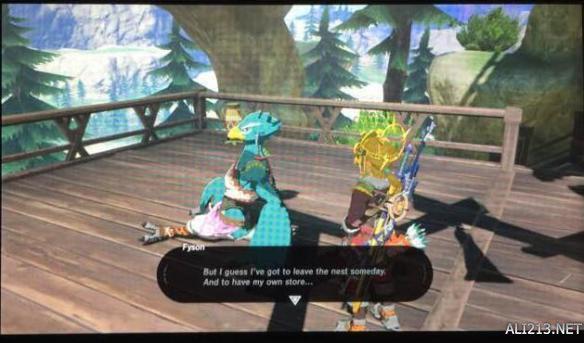 Fyson
But I guess I've got to leave the nest someday.
And to have my own store...
ALI213.NET